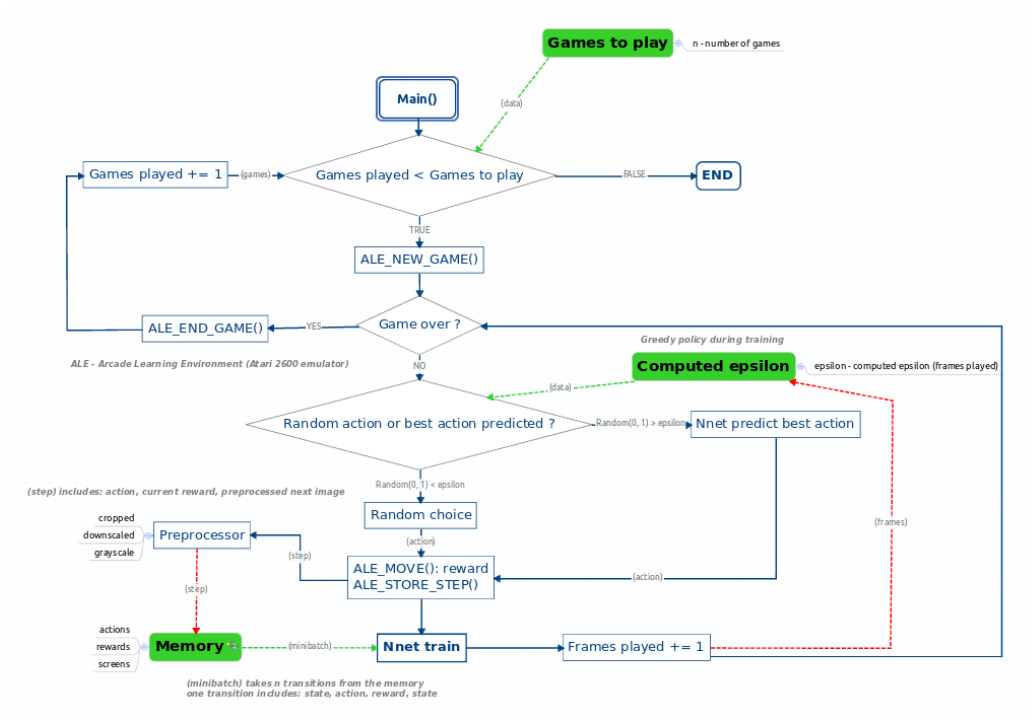 Games to play
n - number of games
Main()
(data)
Games played += 1
(games)
Games played < Games to play
FALSE
END
TRUE
ALE_NEW_GAME()
ALE_END_GAME()
YES
Game over ?
Greedy policy during training
ALE - Arcade Learning Environment (Atari 2600 emulator)
NO
Computed epsilon
epsilon - computed epsilon (frames played)
(data)
Random action or best action predicted ?
Random(0, 1) > epsilon
Nnet predict best action
Random(0, 1) < epsilon
(step) includes: action, current reward, preprocessed next image
cropped
downscaled
grayscale
Preprocessor
Random choice
(frames)
(action)
(step)
ALE_MOVE(): reward
ALE_STORE_STEP()
(action)
(step)
actions
rewards
screens
Memory
(minibatch)
Nnet train
Frames played += 1
(minibatch) takes n transitions from the memory
one transition includes: state, action, reward, state